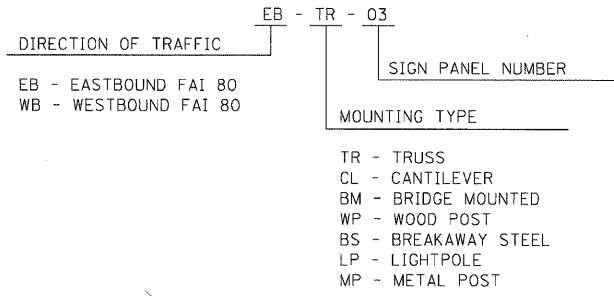 EB - TR - 03
DIRECTION OF TRAFFIC
SIGN PANEL NUMBER
EB - EASTBOUND FAI 80
WB - WESTBOUND FAI 80
MOUNTING TYPE
TR - TRUSS
CL - CANTILEVER
BM - BRIDGE MOUNTED
WP - WOOD POST
BS - BREAKAWAY STEEL
LP - LIGHTPOLE
MP - METAL POST